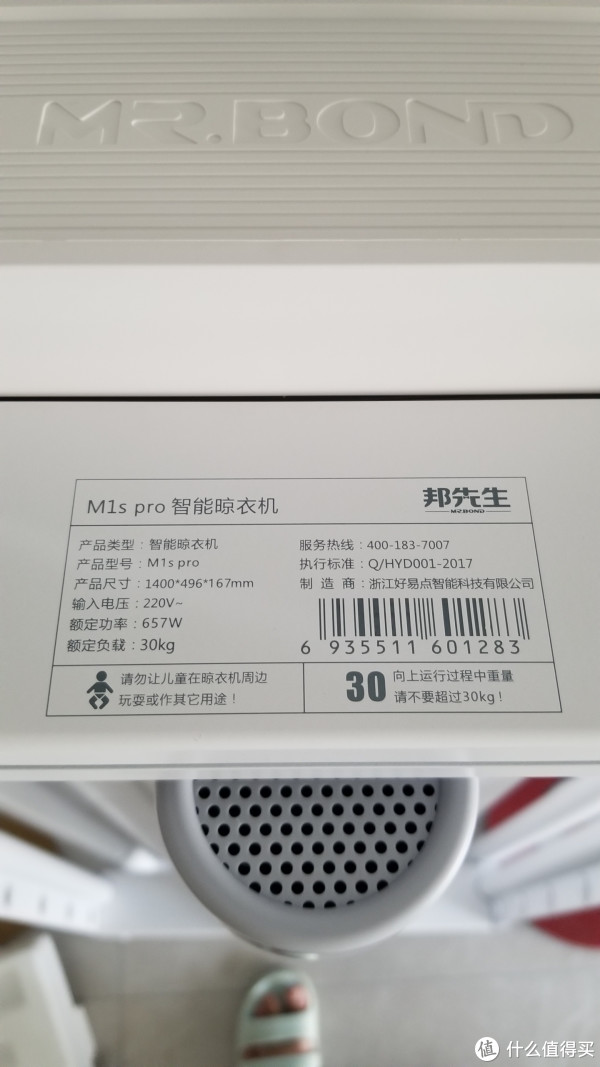 MR.BOND
M1s pro 智能晾衣机
邦先生
MR.BOND
产品类型：智能晾衣机
产品型号：M1s pro
产品尺寸：1400*496*167mm
输入电压：220V~
额定功率：657W
额定负载：30kg
服务热线：400-183-7007
执行标准：Q/HYD001-2017
制造商：浙江好易点智能科技有限公司
6 935511 601283
请勿让儿童在晾衣机周边
玩耍或作其它用途！
30
向上运行过程中重量
请不要超过30kg！
值 什么值得买